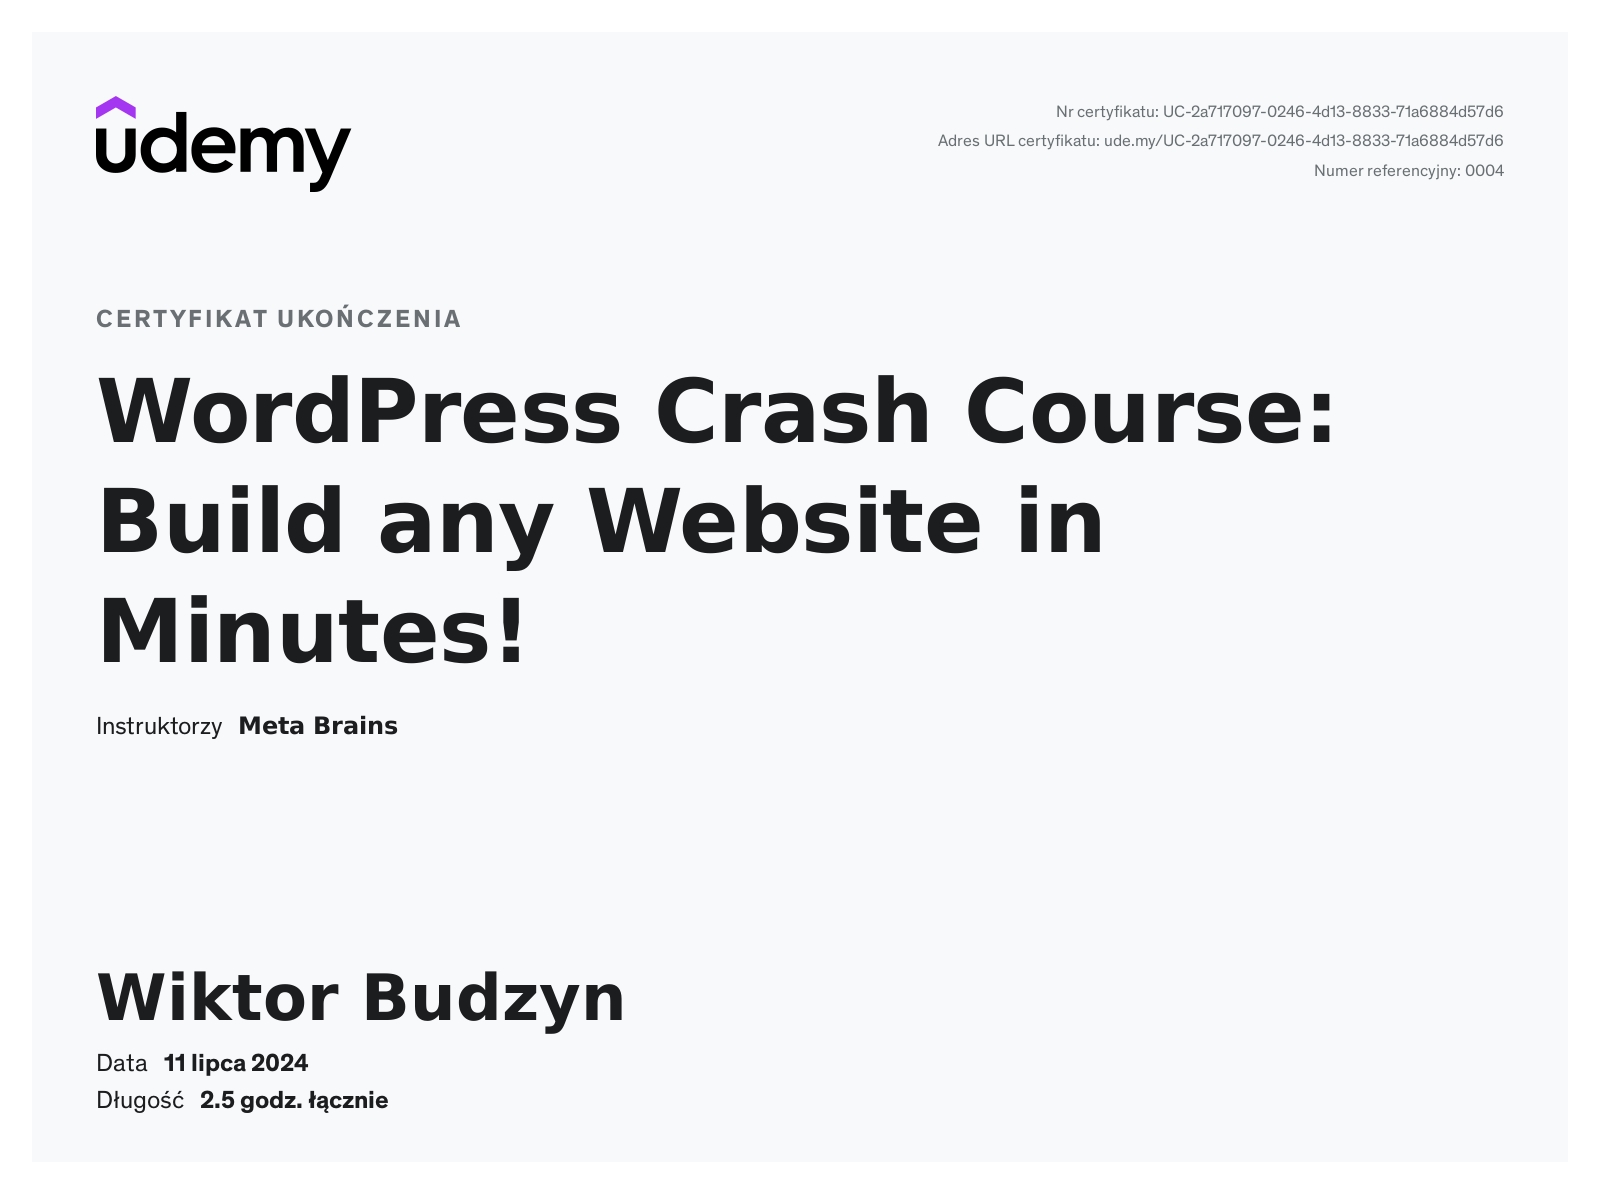 udemy
Nr certyfikatu: UC-2a717097-0246-4d13-8833-71a6884d57d6
Adres URL certyfikatu: ude.my/UC-2a717097-0246-4d13-8833-71a6884d57d6
Numer referencyjny: 0004
CERTYFIKAT UKOŃCZENIA
WordPress Crash Course:
Build any Website in
Minutes!
Instruktorzy Meta Brains
Wiktor Budzyn
Data 11 lipca 2024
Długość 2.5 godz. łącznie